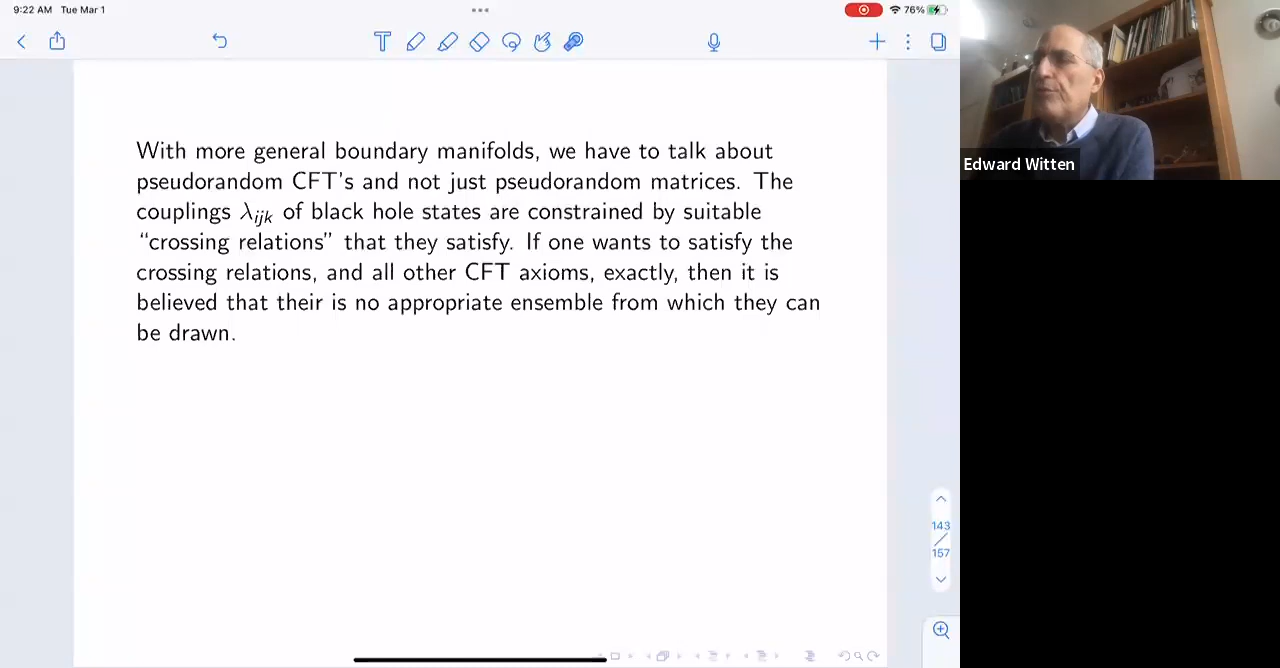 9:22 AM Tue Mar 1
76%
With more general boundary manifolds, we have to talk about
pseudorandom CFT's and not just pseudorandom matrices. The
couplings λijk of black hole states are constrained by suitable
“crossing relations” that they satisfy. If one wants to satisfy the
crossing relations, and all other CFT axioms, exactly, then it is
believed that their is no appropriate ensemble from which they can
be drawn.
143
157
Edward Witten